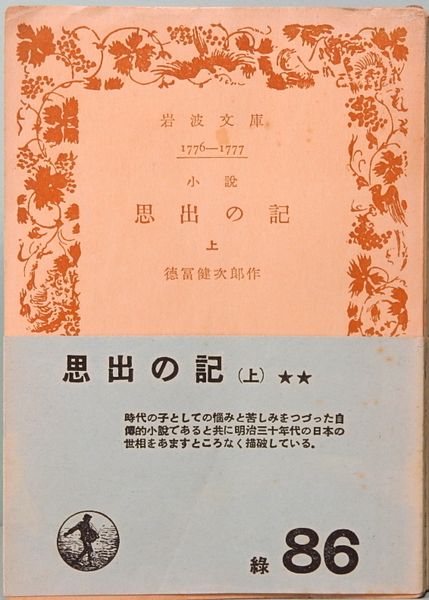 岩波文庫
1776—1777
小説
思出の記
上
德冨健次郎作
思出の記(上)★★
時代の子としての悩みと苦しみをつづった自
傳的小說であると共に明治三十年代の日本の
世相をあますところなく描破している。
綠 86